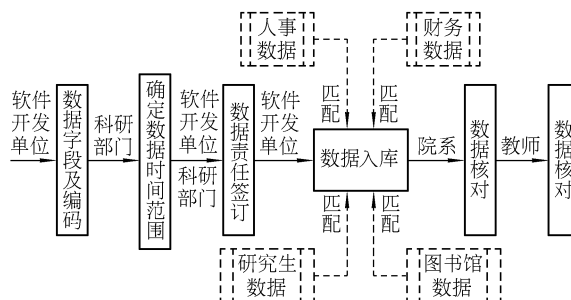 人事
数据
财务
数据
软件
开发
单位
数据字段及编码
科研
部门
确定数据时间范围
软件
开发
单位
科研
部门
数据责任签订
软件
开发
单位
匹配
匹配
数据入库
匹配
匹配
院系
数据核对
教师
数据核对
研究生
数据
图书馆
数据